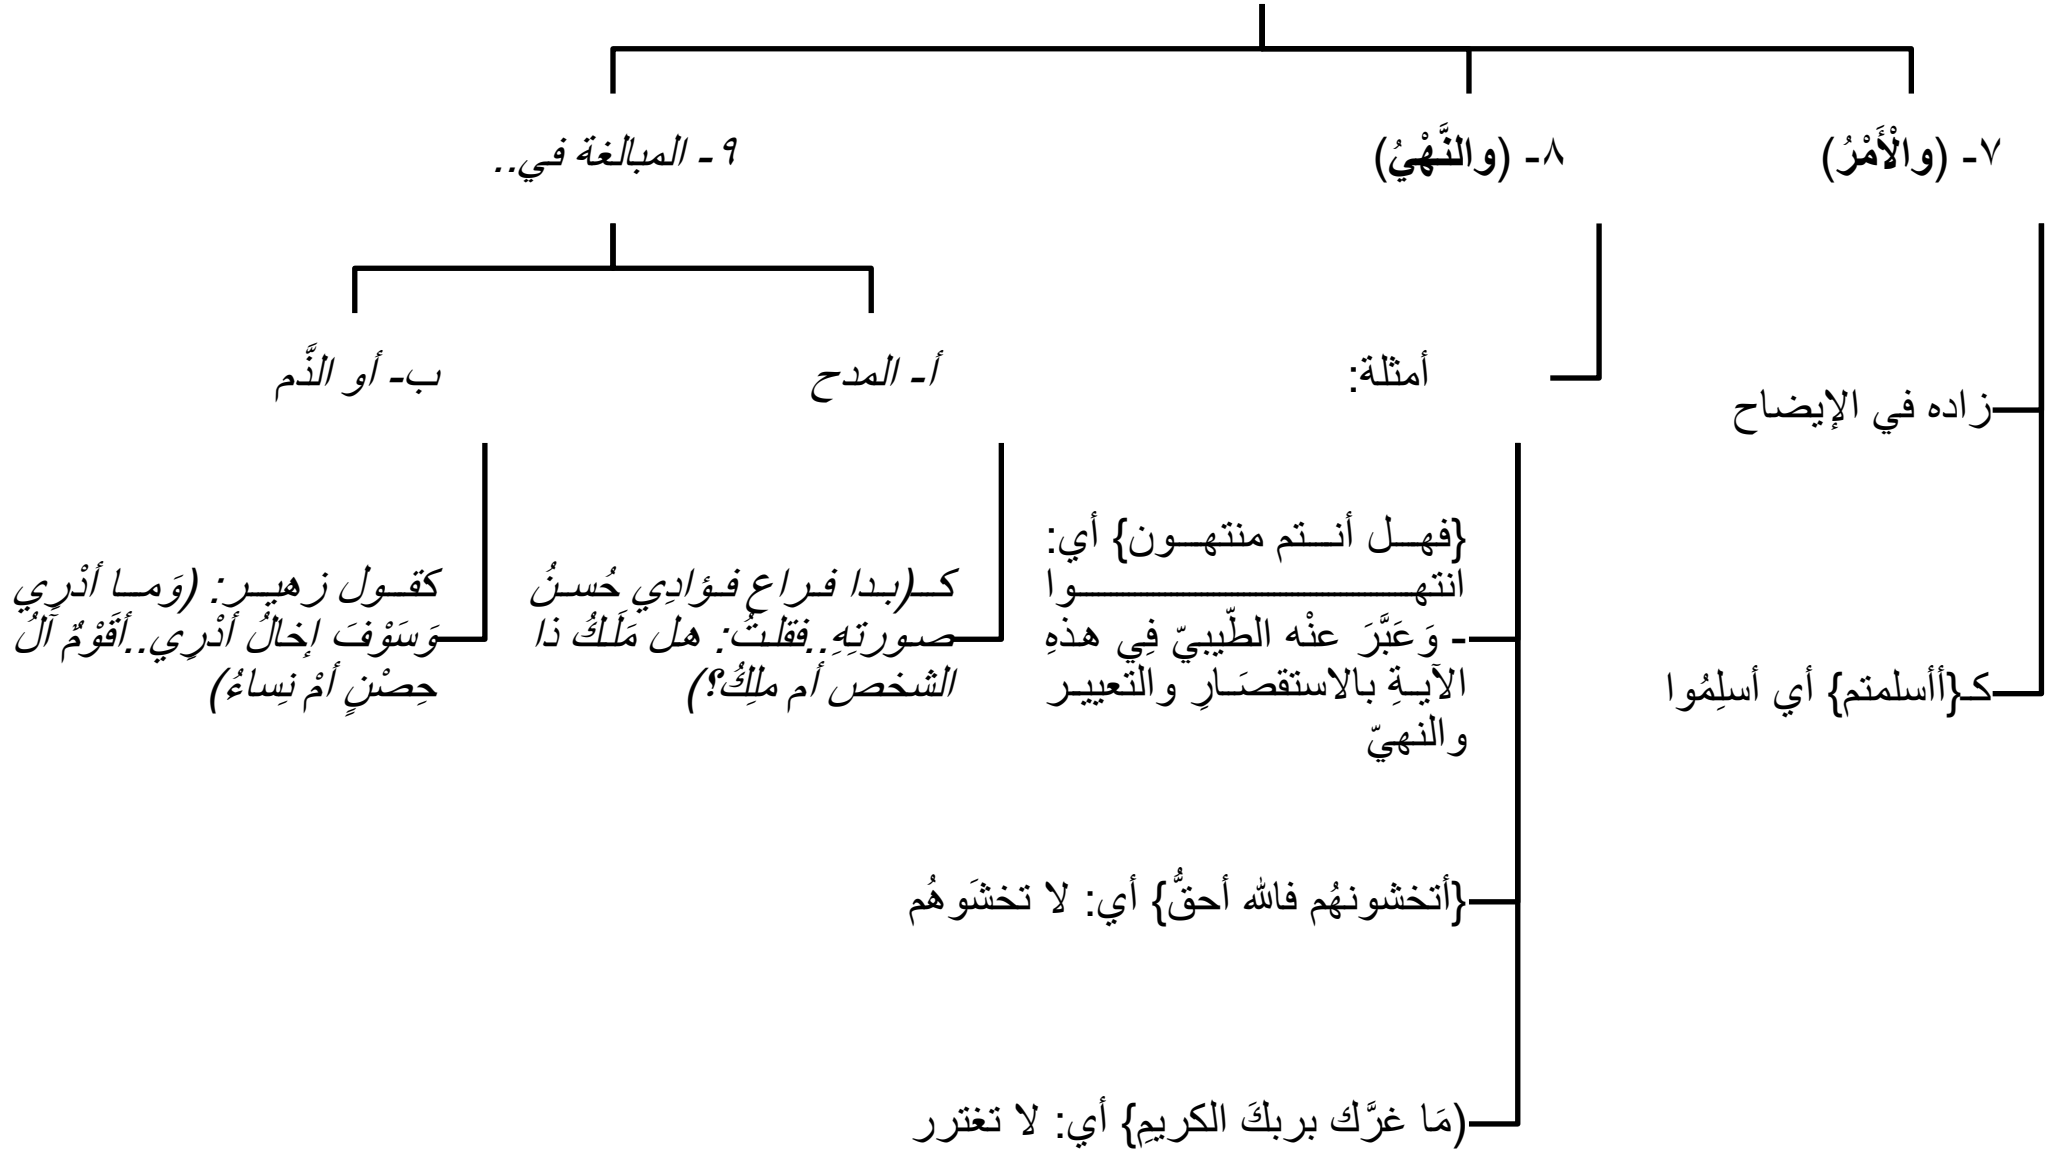 ٧- (والْأَمْرُ)
٨- (والنَّهْيُ)
٩- المبالغة في..
زاده في الإيضاح
كـ{أأسلمتم} أي أسلِمُوا
أمثلة:
{فهل أنتم منتهون} أي:
انتهوا
- وَعَبَّرَ عنْه الطّيبيّ فِي هذهِ
الآيةِ بالاستقصَارِ والتعيير
والنهيّ
{أتخشونهُم فالله أحقُّ} أي: لا تخشَوهُم
(مَا غرَّك بربكَ الكريمِ} أي: لا تغترر
أ- المدح
كـ(بدا فراع فؤادِي حُسنُ
صورتِهِ..فقلتُ: هل مَلَكُ ذا
الشخص أم ملِكُ؟)
ب- أو الذَّم
كقول زهير: (وَما أدْرِي
وَسَوْفَ إخالُ أدْرِي..أقَوْمٌ آلُ
حِصْنٍ أمْ نِساءُ)